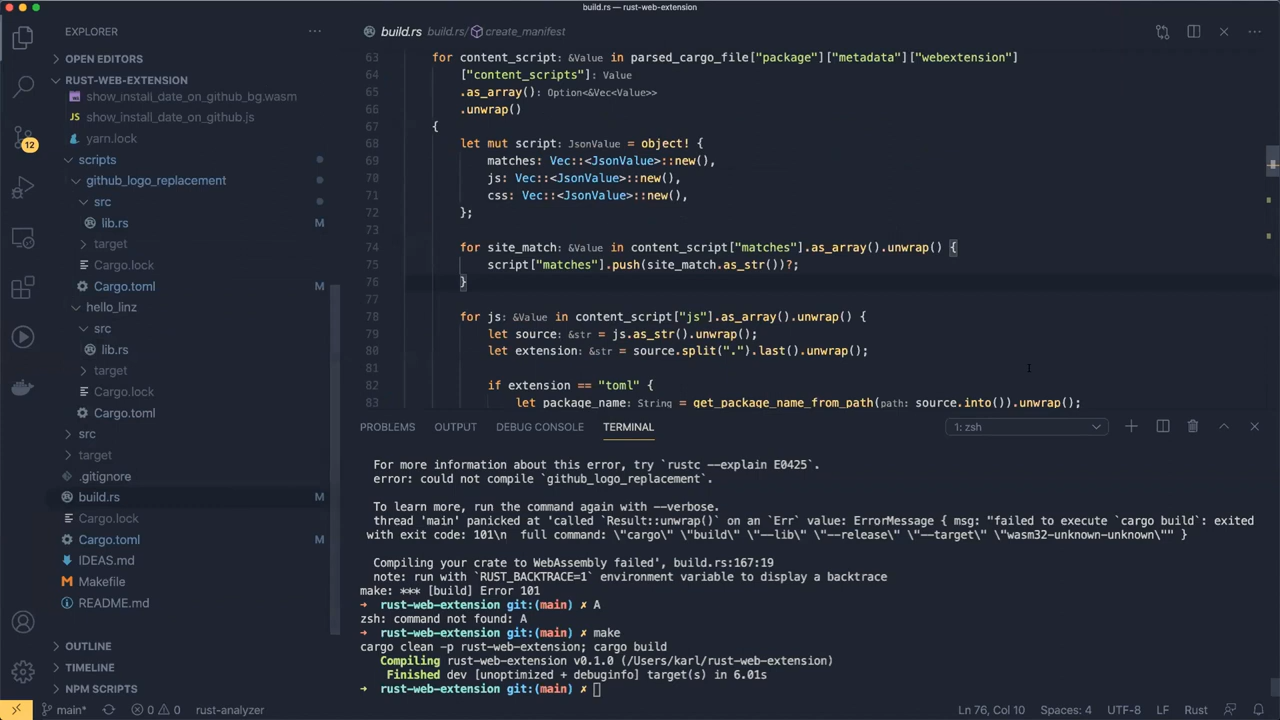 build.rs — rust-web-extension
EXPLORER
OPEN EDITORS
RUST-WEB-EXTENSION
show_install_date_on_github_bg.wasm
JS show_install_date_on_github.js
yarn.lock
12
scripts
github_logo_replacement
src
lib.rs M
target
Cargo.lock
Cargo.toml M
hello_linz
src
lib.rs
target
Cargo.lock
Cargo.toml
src
target
.gitignore
build.rs M
Cargo.lock
Cargo.toml M
IDEAS.md
Makefile
README.md
OUTLINE
TIMELINE
NPM SCRIPTS
build.rs build.rs/ create_manifest
63 for content_script: &Value in parsed_cargo_file["package"]["metadata"]["webextension"]
64 ["content_scripts"]: Value
65 .as_array(): Option<&Vec<Value>>
66 .unwrap()
67 {
68 let mut script: JsonValue = object! {
69 matches: Vec::<JsonValue>::new(),
70 js: Vec::<JsonValue>::new(),
71 css: Vec::<JsonValue>::new(),
72 };
73
74 for site_match: &Value in content_script["matches"].as_array().unwrap() {
75 script["matches"].push(site_match.as_str())?;
76 }
77
78 for js: &Value in content_script["js"].as_array().unwrap() {
79 let source: &str = js.as_str().unwrap();
80 let extension: &str = source.split(".").last().unwrap();
81
82 if extension == "toml" {
83 let package_name: String = get_package_name_from_path(path: source.into()).unwrap();
PROBLEMS OUTPUT DEBUG CONSOLE TERMINAL 1: zsh
For more information about this error, try `rustc --explain E0425`.
error: could not compile `github_logo_replacement`.
To learn more, run the command again with --verbose.
thread 'main' panicked at 'called `Result::unwrap()` on an `Err` value: ErrorMessage { msg: "failed to execute `cargo build`: exited
with exit code: 101\n  full command: \"cargo\" \"build\" \"--lib\" \"--release\" \"--target\" \"wasm32-unknown-unknown\"" }
Compiling your crate to WebAssembly failed', build.rs:167:19
note: run with `RUST_BACKTRACE=1` environment variable to display a backtrace
make: *** [build] Error 101
→ rust-web-extension git:(main) ✗ A
zsh: command not found: A
→ rust-web-extension git:(main) ✗ make
cargo clean -p rust-web-extension; cargo build
Compiling rust-web-extension v0.1.0 (/Users/karl/rust-web-extension)
Finished dev [unoptimized + debuginfo] target(s) in 6.01s
→ rust-web-extension git:(main) ✗
main* 0 0 rust-analyzer Ln 76, Col 10 Spaces: 4 UTF-8 LF Rust